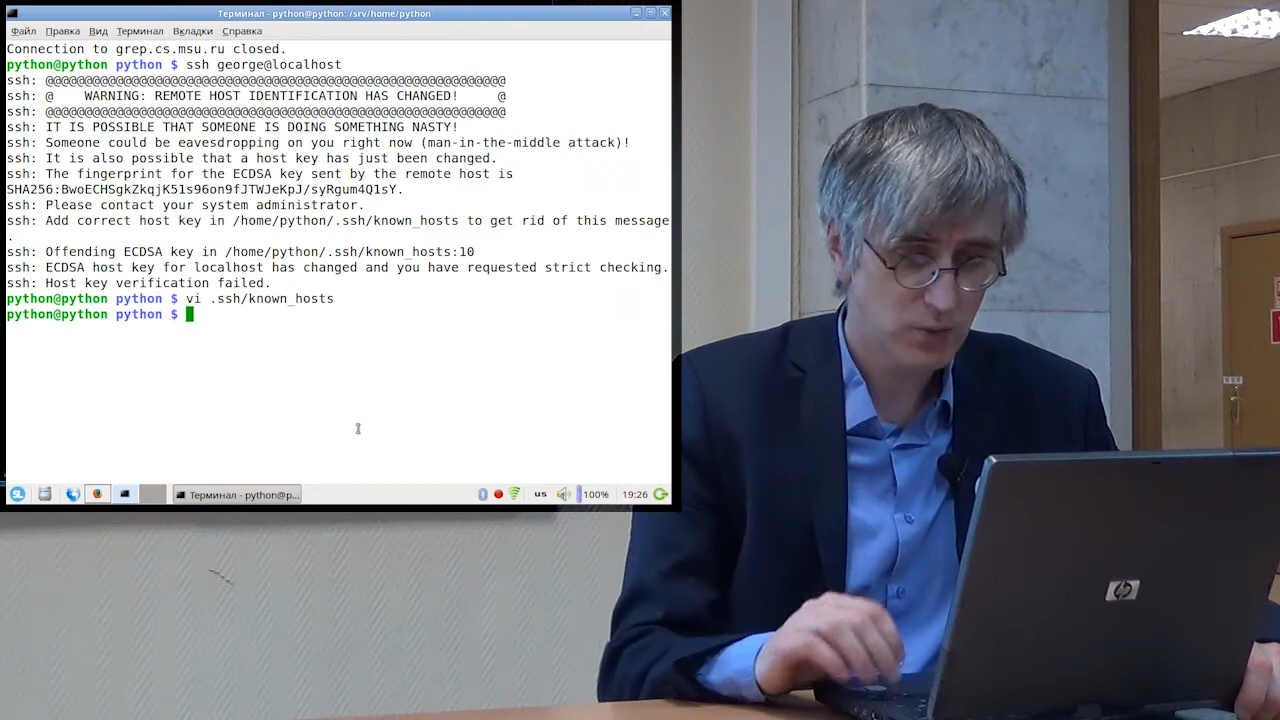 Терминал - python@python: /srv/home/python
Файл Правка Вид Терминал Вкладки Справка
Connection to grep.cs.msu.ru closed.
python@python python $ ssh george@localhost
ssh: @@@@@@@@@@@@@@@@@@@@@@@@@@@@@@@@@@@@@@@@@@@@@@@@@@@@@@@@@@@
ssh: @    WARNING: REMOTE HOST IDENTIFICATION HAS CHANGED!     @
ssh: @@@@@@@@@@@@@@@@@@@@@@@@@@@@@@@@@@@@@@@@@@@@@@@@@@@@@@@@@@@
ssh: IT IS POSSIBLE THAT SOMEONE IS DOING SOMETHING NASTY!
ssh: Someone could be eavesdropping on you right now (man-in-the-middle attack)!
ssh: It is also possible that a host key has just been changed.
ssh: The fingerprint for the ECDSA key sent by the remote host is
SHA256:BwoECHSgkZkqjK51s96on9fJTWJeKpJ/syRgum4Q1sY.
ssh: Please contact your system administrator.
ssh: Add correct host key in /home/python/.ssh/known_hosts to get rid of this message
.
ssh: Offending ECDSA key in /home/python/.ssh/known_hosts:10
ssh: ECDSA host key for localhost has changed and you have requested strict checking.
ssh: Host key verification failed.
python@python python $ vi .ssh/known_hosts
python@python python $
Терминал - python@p... us 100% 19:26
hp